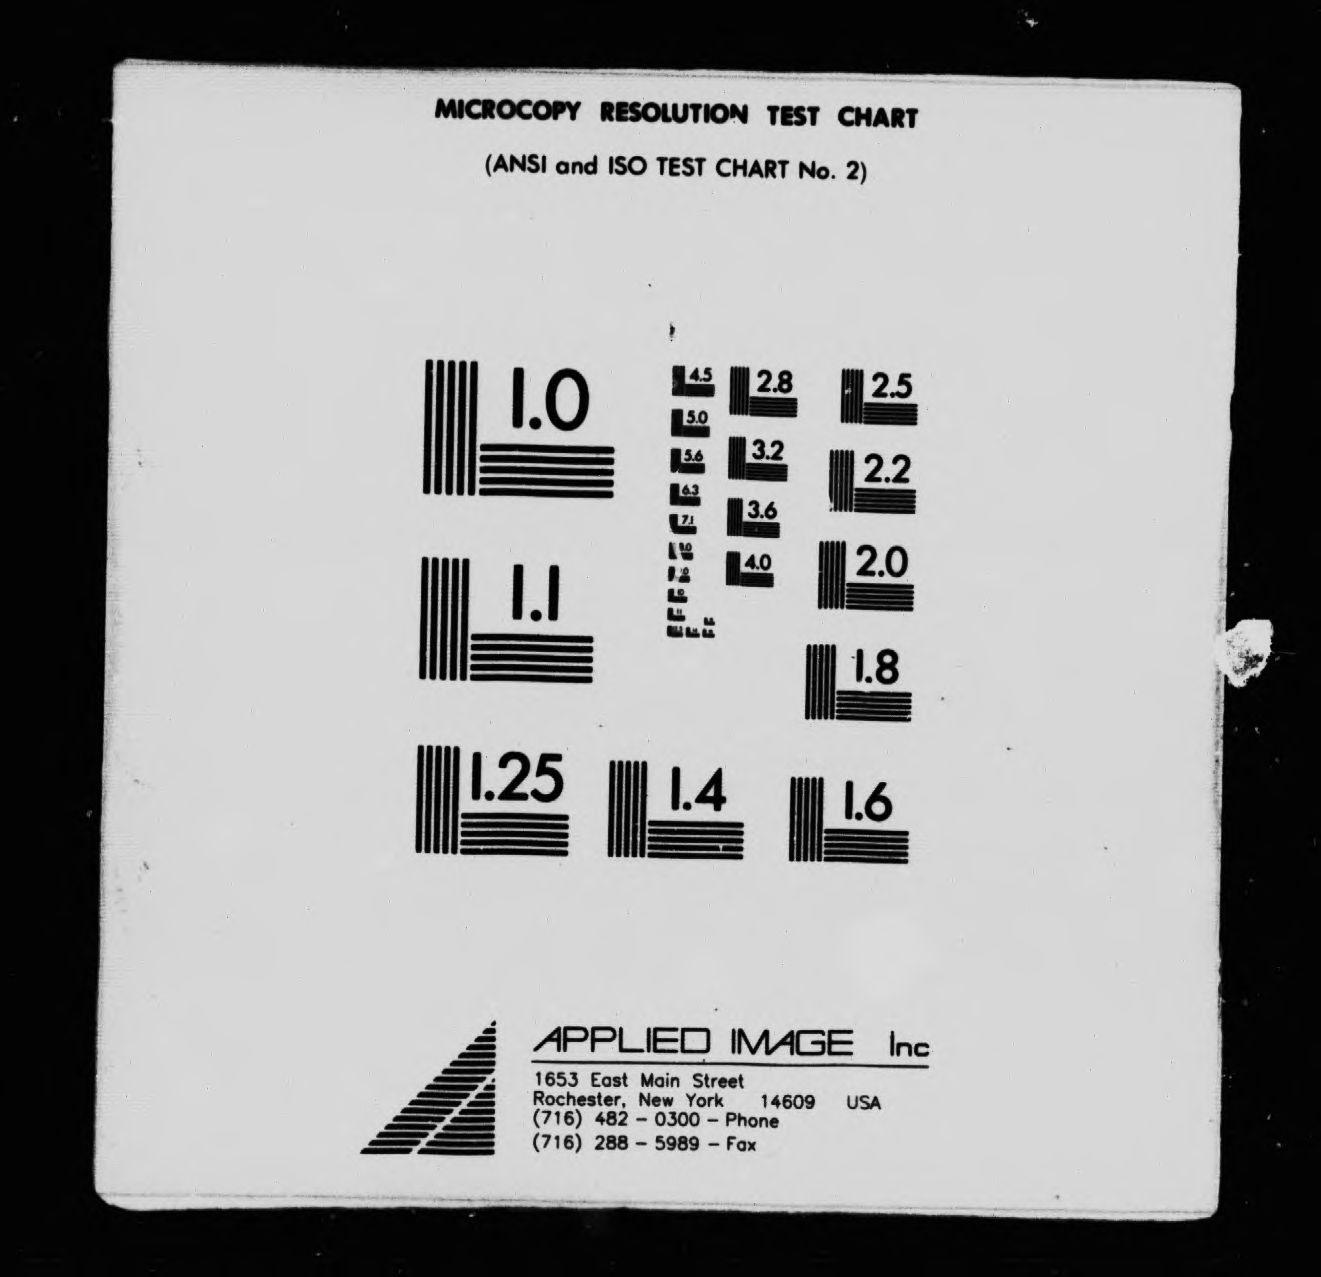 MICROCOPY RESOLUTION TEST CHART
(ANSI and ISO TEST CHART No. 2)
1.0
4.5
2.8
2.5
5.0
5.6
3.2
2.2
6.3
3.6
7.1
4.0
2.0
1.1
1.8
1.25
1.4
1.6
APPLIED IMAGE Inc
1653 East Main Street
Rochester, New York 14609 USA
(716) 482 - 0300 - Phone
(716) 288 - 5989 - Fax